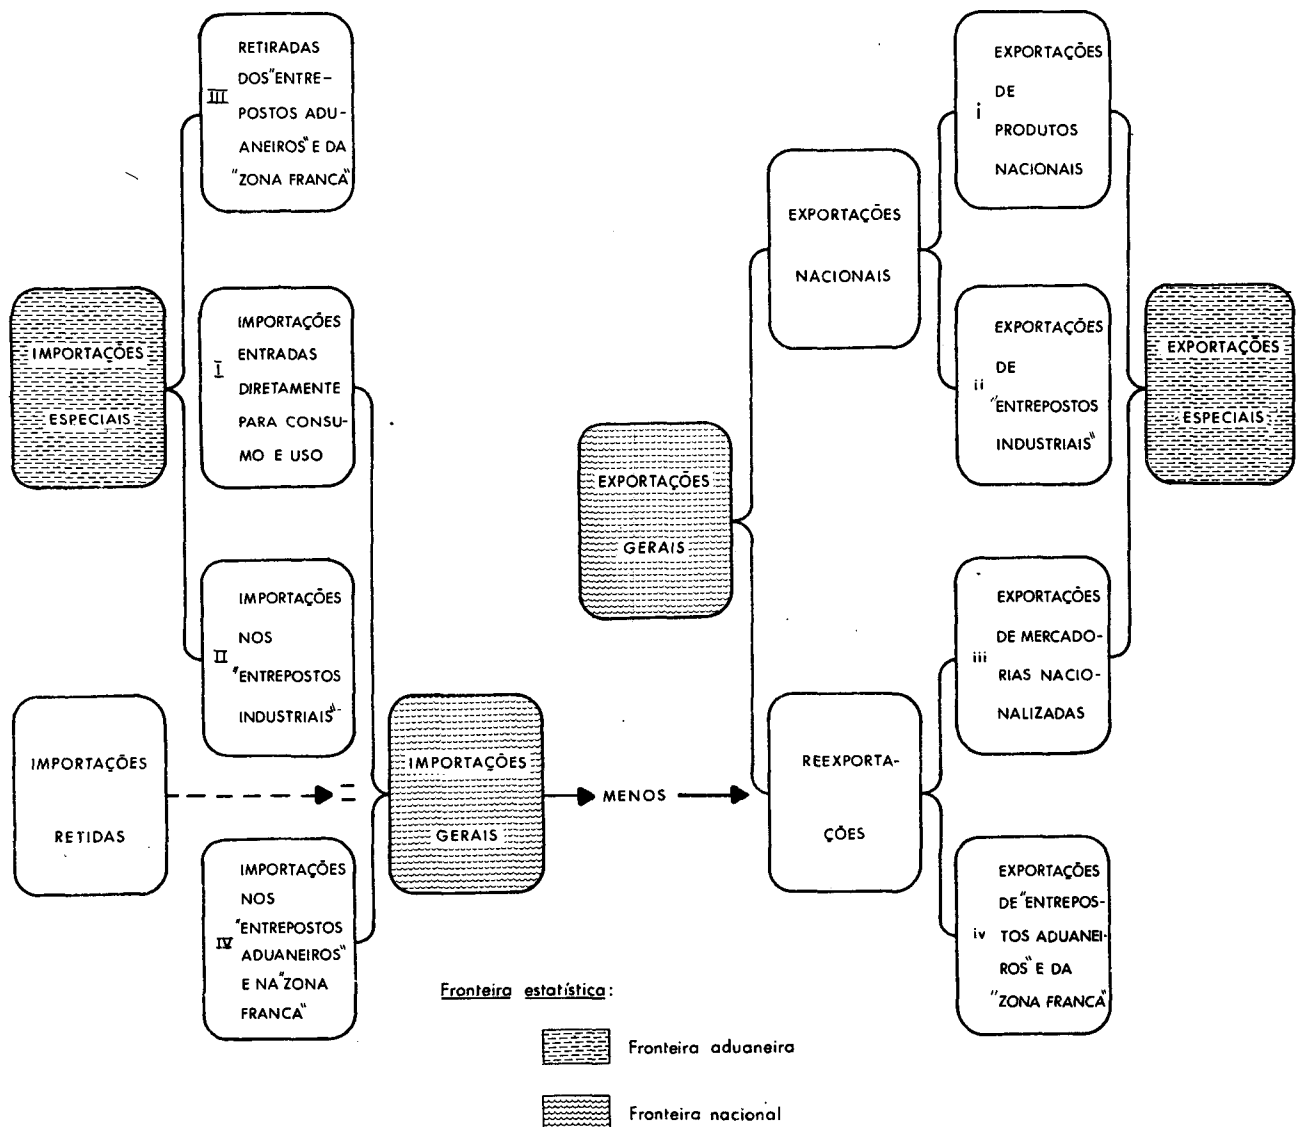 III
RETIRADAS
DOS "ENTRE-
POSTOS ADU-
ANEIROS" E DA
"ZONA FRANCA"
IMPORTAÇÕES
ESPECIAIS
I
IMPORTAÇÕES
ENTRADAS
DIRETAMENTE
PARA CONSU-
MO E USO
II
IMPORTAÇÕES
NOS
"ENTREPOSTOS
INDUSTRIAIS"
IMPORTAÇÕES
RETIDAS
=
IV
IMPORTAÇÕES
NOS
"ENTREPOSTOS
ADUANEIROS"
E NA "ZONA
FRANCA"
IMPORTAÇÕES
GERAIS
MENOS
EXPORTAÇÕES
GERAIS
EXPORTAÇÕES
NACIONAIS
REEXPORTA-
ÇÕES
i
EXPORTAÇÕES
DE
PRODUTOS
NACIONAIS
ii
EXPORTAÇÕES
DE
"ENTREPOSTOS
INDUSTRIAIS"
iii
EXPORTAÇÕES
DE MERCADO-
RIAS NACIO-
NALIZADAS
iv
EXPORTAÇÕES
DE "ENTREPOS-
TOS ADUANEI-
ROS" E DA
"ZONA FRANCA"
EXPORTAÇÕES
ESPECIAIS
Fronteira estatística:
Fronteira aduaneira
Fronteira nacional